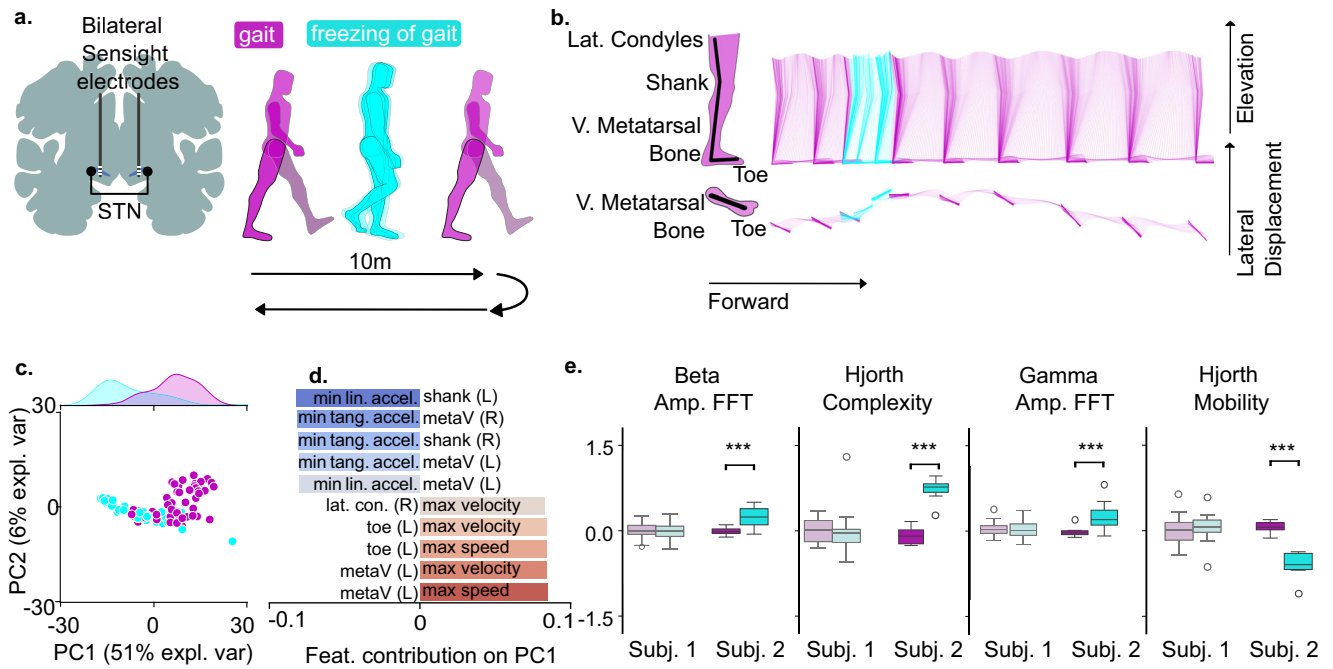 a.
Bilateral
Sensight
electrodes
STN
gait
freezing of gait
10m
b.
Lat. Condyles
Shank
V. Metatarsal
Bone
Toe
V. Metatarsal
Bone
Toe
Forward
Elevation
Lateral
Displacement
c.
30
0
-30
-30 0 30
PC2 (6% expl. var)
PC1 (51% expl. var)
d.
min lin. accel. shank (L)
min tang. accel. metaV (R)
min tang. accel. shank (R)
min tang. accel. metaV (L)
min lin. accel. metaV (L)
lat. con. (R) max velocity
toe (L) max velocity
toe (L) max speed
metaV (L) max velocity
metaV (L) max speed
-0.1 0 0.1
Feat. contribution on PC1
e.
Beta
Amp. FFT
Hjorth
Complexity
Gamma
Amp. FFT
Hjorth
Mobility
1.5
0.0
-1.5
***
***
***
***
Subj. 1 Subj. 2
Subj. 1 Subj. 2
Subj. 1 Subj. 2
Subj. 1 Subj. 2